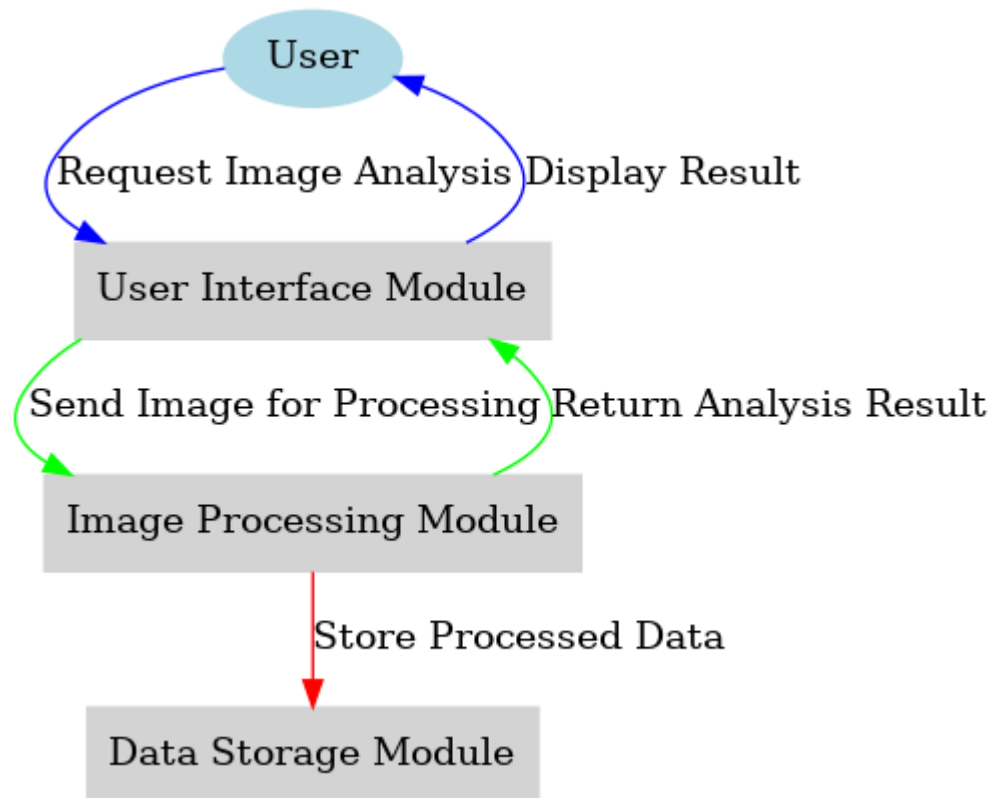 User
Request Image Analysis
Display Result
User Interface Module
Send Image for Processing
Return Analysis Result
Image Processing Module
Store Processed Data
Data Storage Module